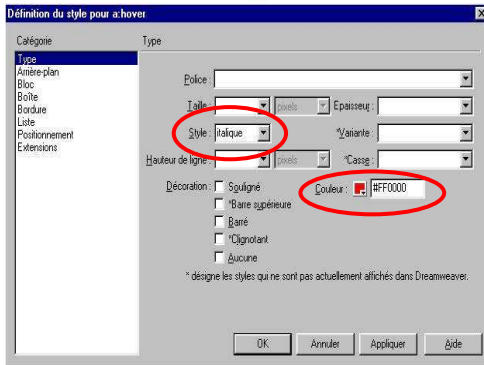 Définition du style pour a:hover
Catégorie
Type
Type
Arrière-plan
Bloc
Boîte
Bordure
Liste
Positionnement
Extensions
Police :
Taille : pixels Epaisseur :
Style : italique *Variante :
Hauteur de ligne : pixels *Casse :
Décoration : Souligné Couleur : #FF0000
*Barre supérieure
Barré
*Clignotant
Aucune
* désigne les styles qui ne sont pas actuellement affichés dans Dreamweaver.
OK Annuler Appliquer Aide